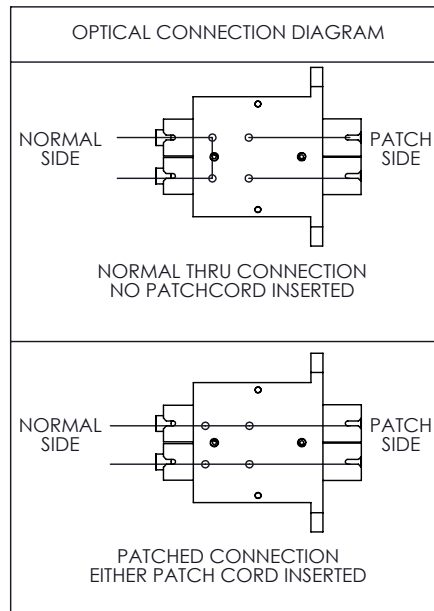 OPTICAL CONNECTION DIAGRAM
NORMAL
SIDE
PATCH
SIDE
NORMAL THRU CONNECTION
NO PATCHCORD INSERTED
NORMAL
SIDE
PATCH
SIDE
PATCHED CONNECTION
EITHER PATCH CORD INSERTED